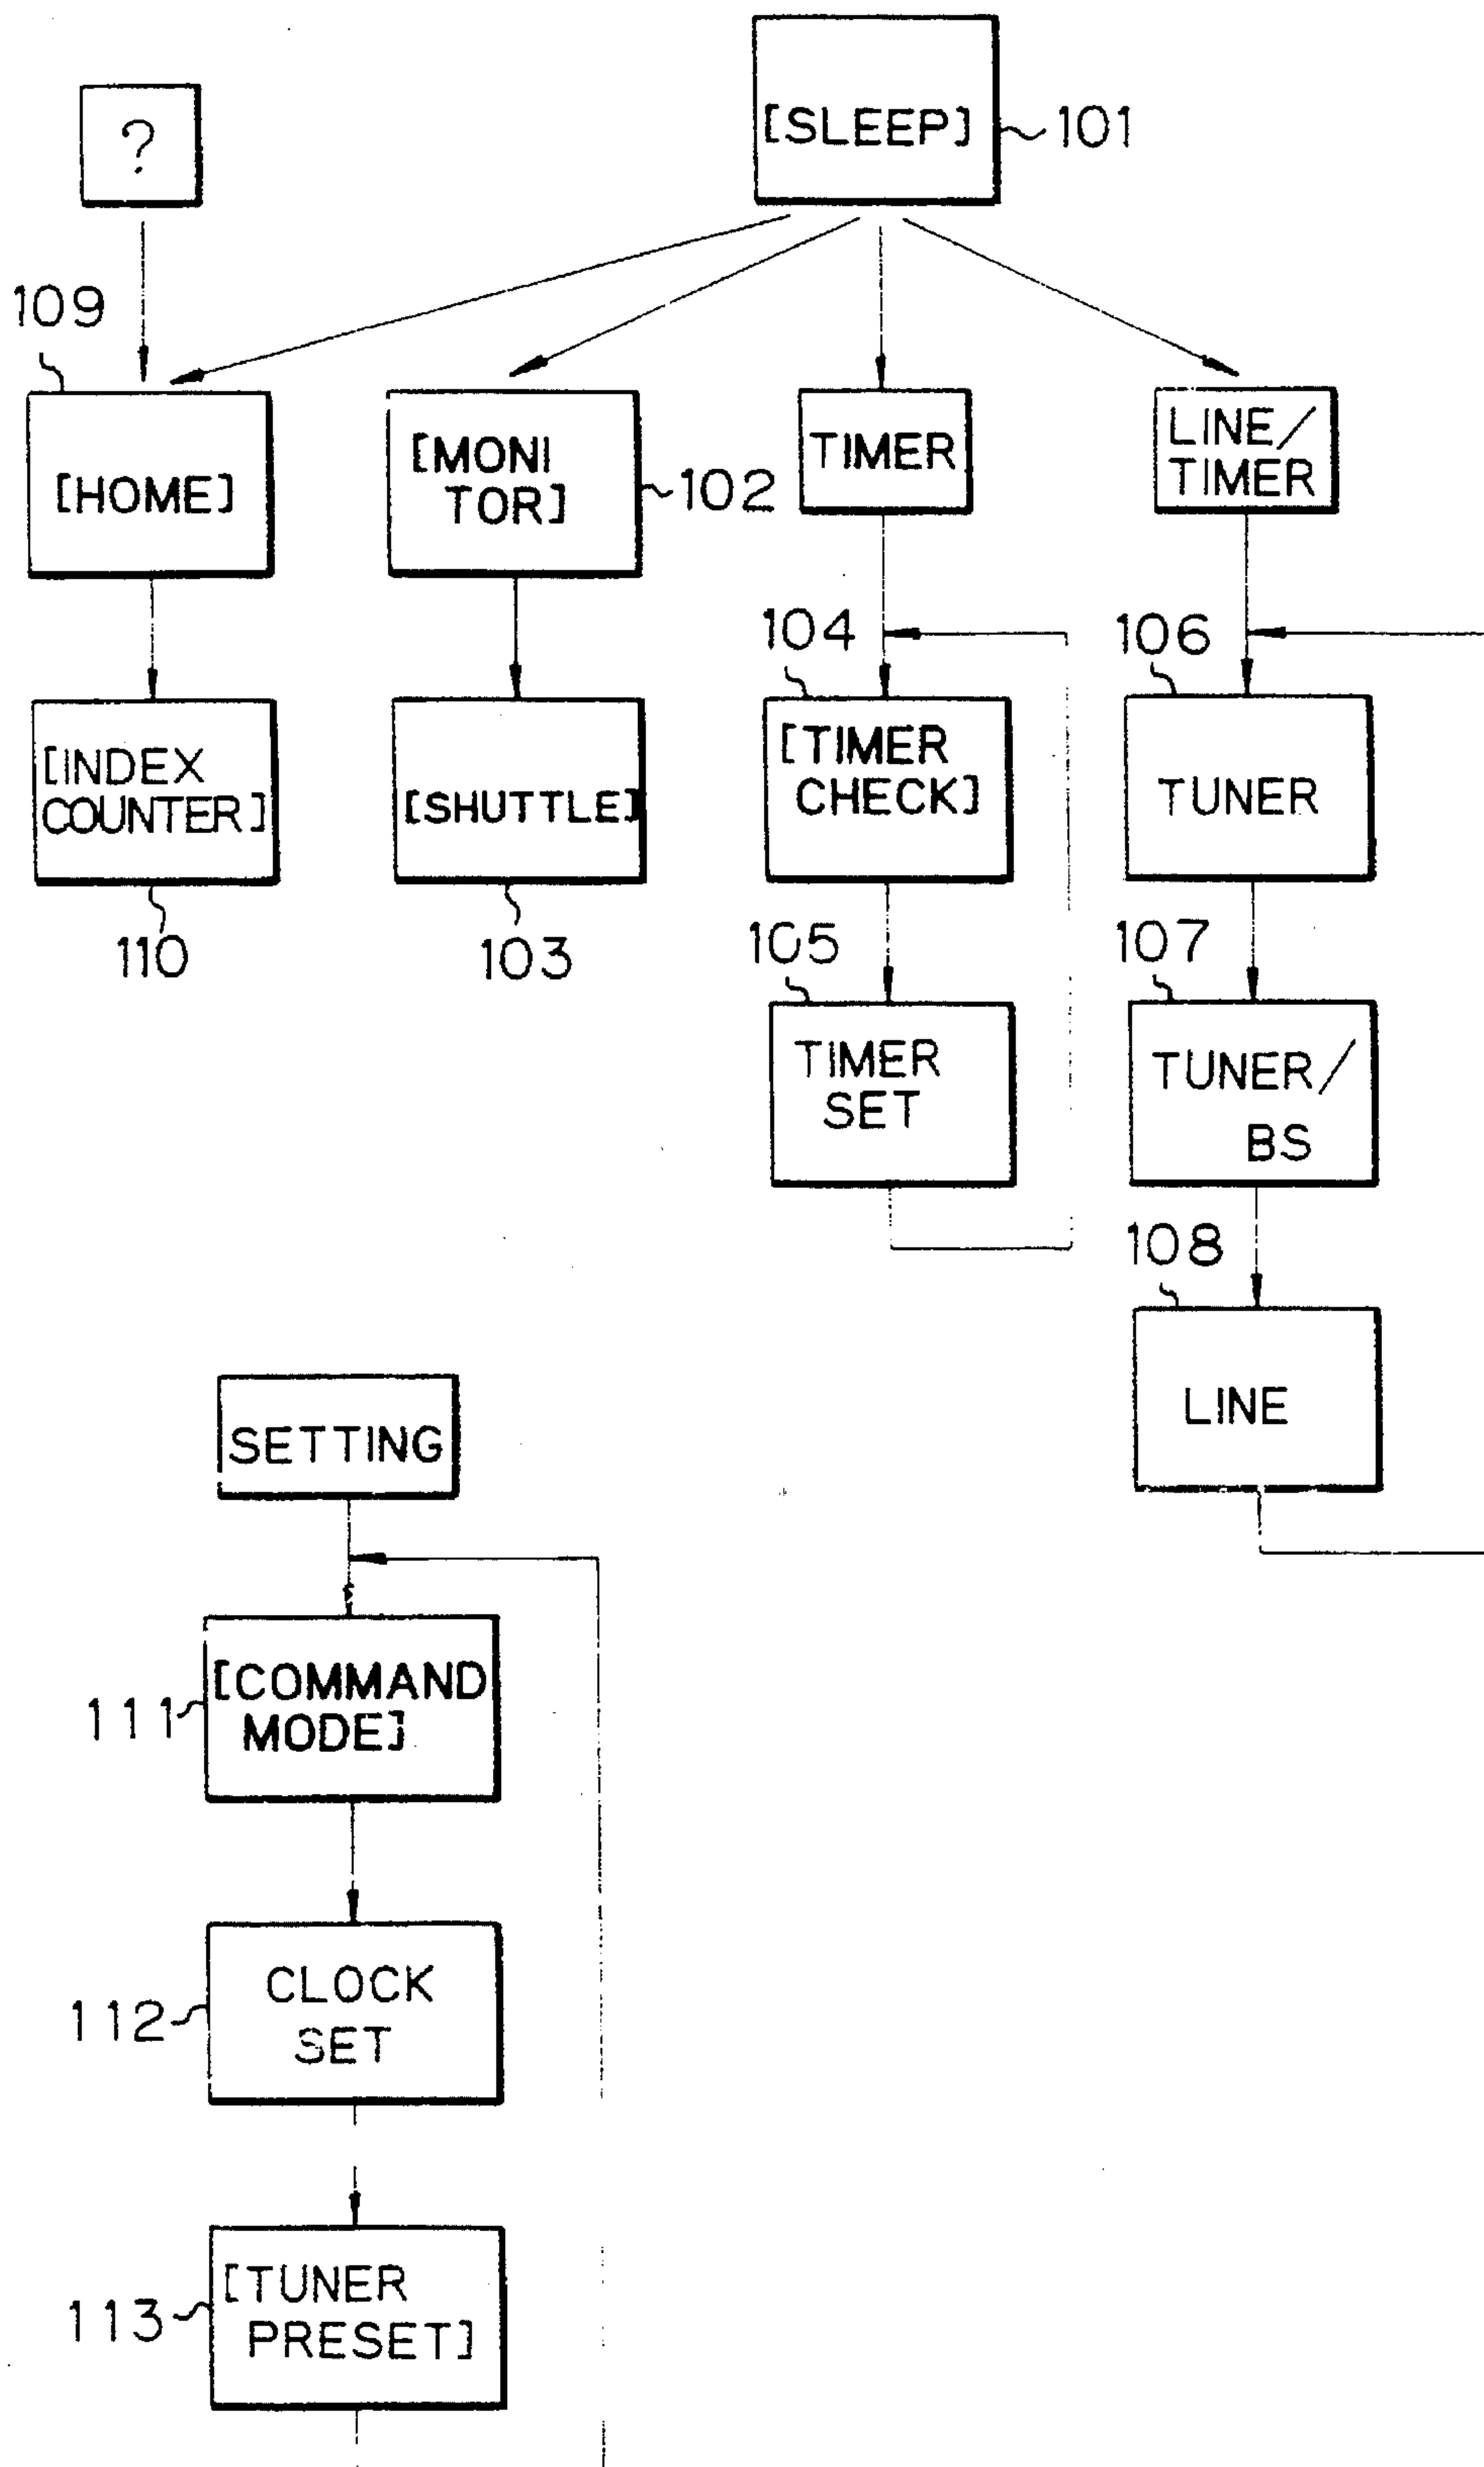 [SLEEP]
101
?
109
[HOME]
[MONI
TOR]
102
TIMER
LINE/
TIMER
104
106
[INDEX
COUNTER]
110
[SHUTTLE]
103
[TIMER
CHECK]
TUNER
105
107
TIMER
SET
TUNER/
BS
108
LINE
SETTING
111
[COMMAND
MODE]
112
CLOCK
SET
113
[TUNER
PRESET]